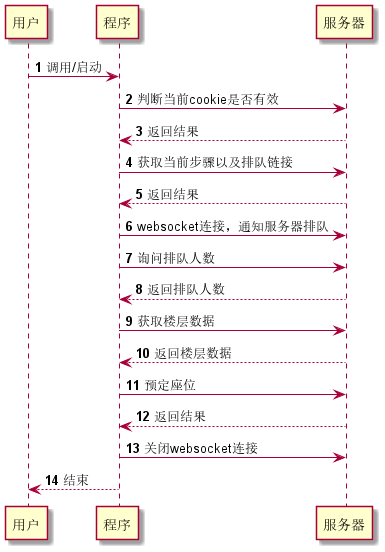 用户 程序 服务器
1 调用/启动
2 判断当前cookie是否有效
3 返回结果
4 获取当前步骤以及排队链接
5 返回结果
6 websocket连接，通知服务器排队
7 询问排队人数
8 返回排队人数
9 获取楼层数据
10 返回楼层数据
11 预定座位
12 返回结果
13 关闭websocket连接
14 结束
用户 程序 服务器